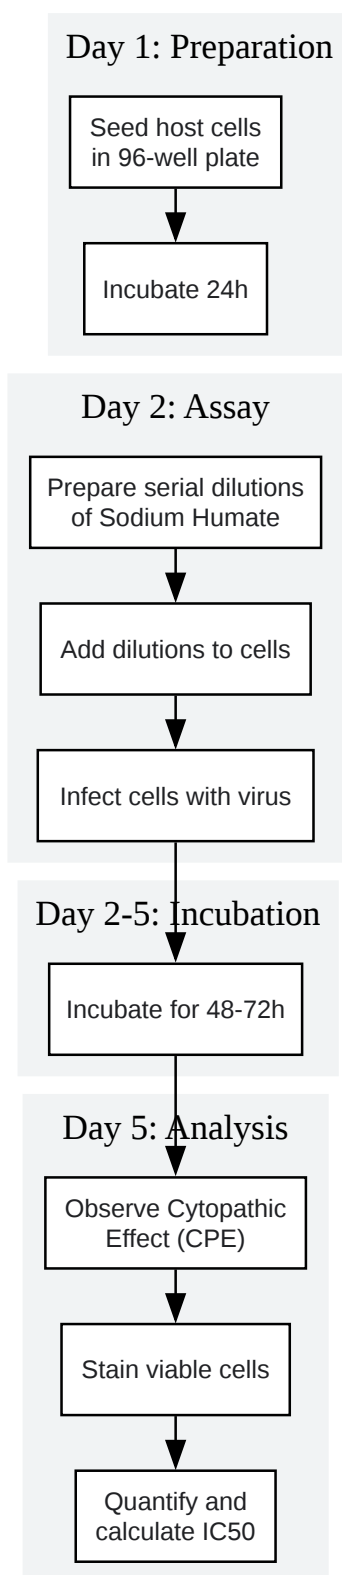 Day 1: Preparation
Seed host cells
in 96-well plate
Incubate 24h
Day 2: Assay
Prepare serial dilutions
of Sodium Humate
Add dilutions to cells
Infect cells with virus
Day 2-5: Incubation
Incubate for 48-72h
Day 5: Analysis
Observe Cytopathic
Effect (CPE)
Stain viable cells
Quantify and
calculate IC50